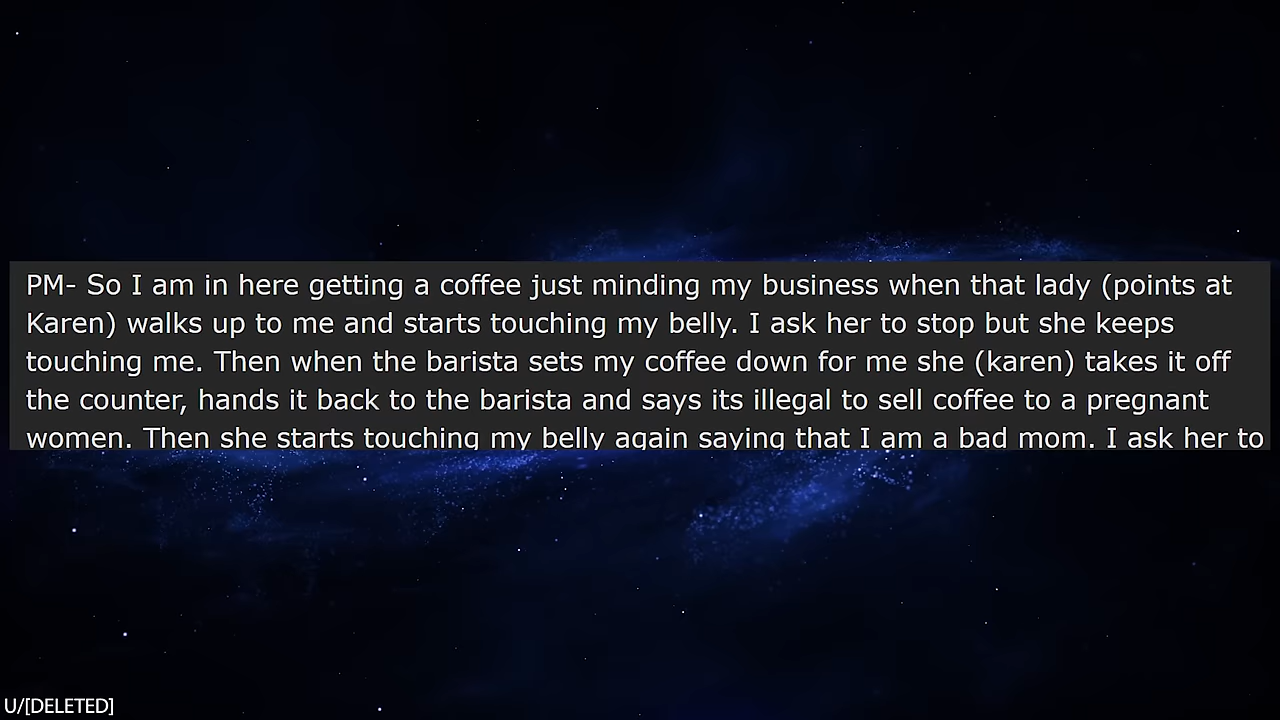 PM- So I am in here getting a coffee just minding my business when that lady (points at
Karen) walks up to me and starts touching my belly. I ask her to stop but she keeps
touching me. Then when the barista sets my coffee down for me she (karen) takes it off
the counter, hands it back to the barista and says its illegal to sell coffee to a pregnant
women. Then she starts touching my belly again saying that I am a bad mom. I ask her to
U/[DELETED]